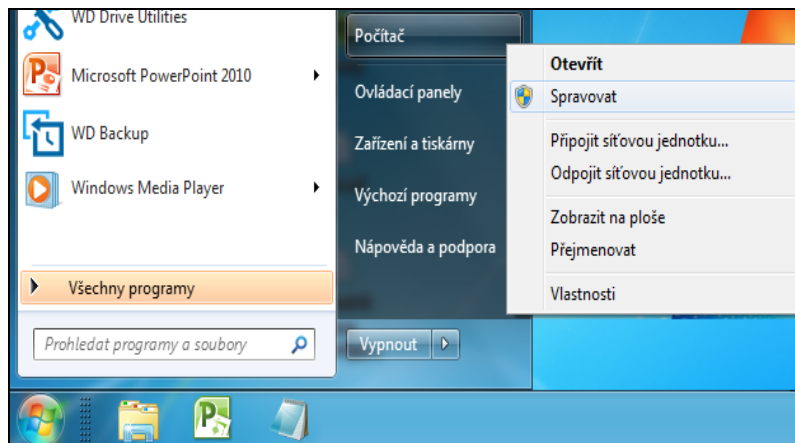 WD Drive Utilities
Microsoft PowerPoint 2010
WD Backup
Windows Media Player
Všechny programy
Prohledat programy a soubory
Počítač
Ovládací panely
Zařízení a tiskárny
Výchozí programy
Nápověda a podpora
Vypnout
Otevřít
Spravovat
Připojit síťovou jednotku...
Odpojit síťovou jednotku...
Zobrazit na ploše
Přejmenovat
Vlastnosti